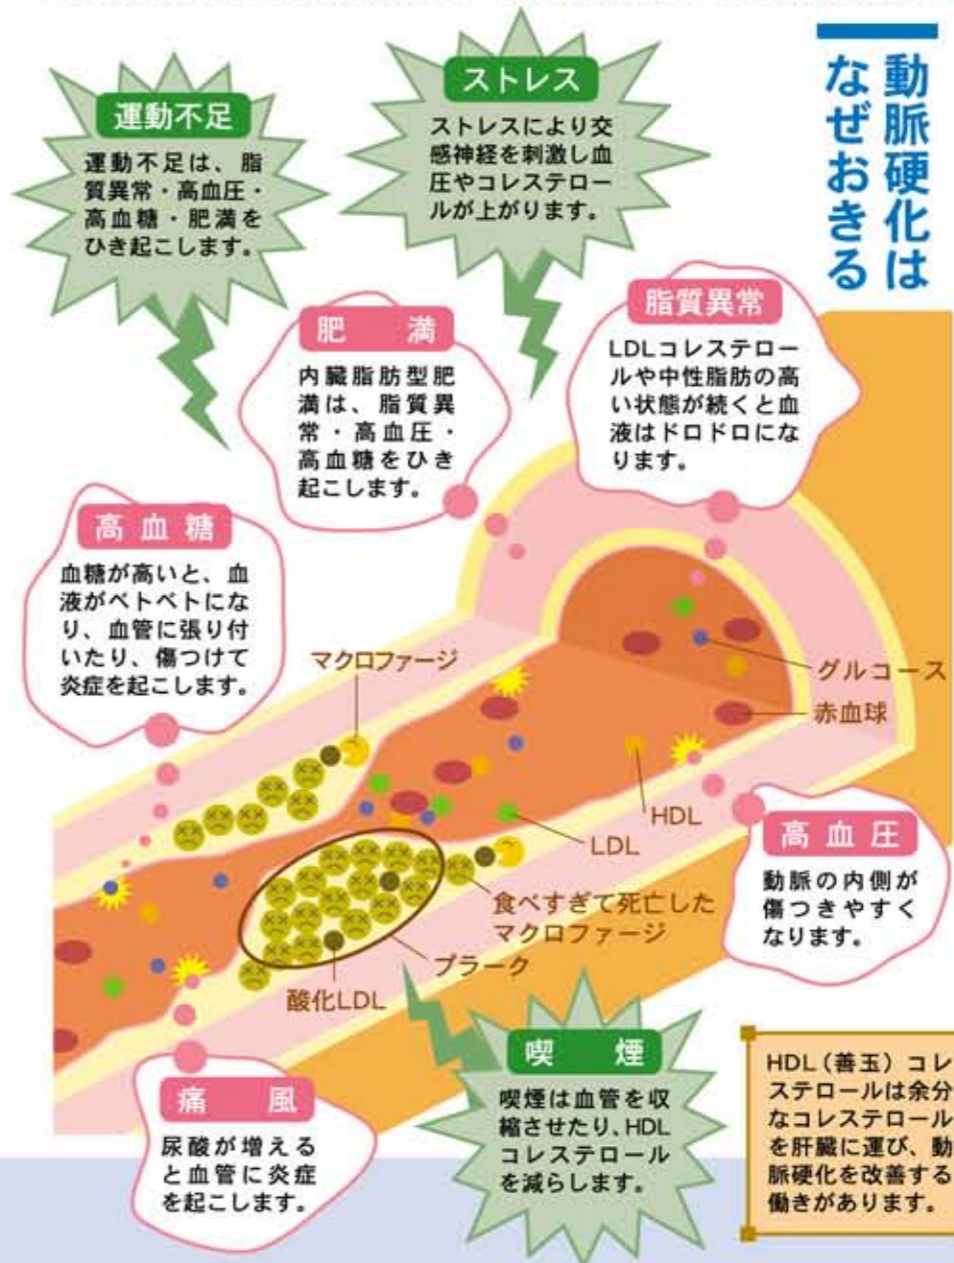 動脈硬化は
なぜおきる
運動不足
運動不足は、脂
質異常・高血圧・
高血糖・肥満を
ひき起こします。
ストレス
ストレスにより交
感神経を刺激し血
圧やコレステロー
ルが上がります。
肥　満
内臓脂肪型肥
満は、脂質異
常・高血圧・
高血糖をひき
起こします。
脂質異常
LDLコレステロー
ルや中性脂肪の高
い状態が続くと血
液はドロドロにな
ります。
高血糖
血糖が高いと、血
液がベトベトにな
り、血管に張り付
いたり、傷つけて
炎症を起こします。
マクロファージ
グルコース
赤血球
HDL
LDL
食べすぎて死亡した
マクロファージ
プラーク
酸化LDL
高血圧
動脈の内側が
傷つきやすく
なります。
痛　風
尿酸が増える
と血管に炎症
を起こします。
喫　煙
喫煙は血管を収
縮させたり、HDL
コレステロール
を減らします。
HDL（善玉）コレ
ステロールは余分
なコレステロール
を肝臓に運び、動
脈硬化を改善する
働きがあります。